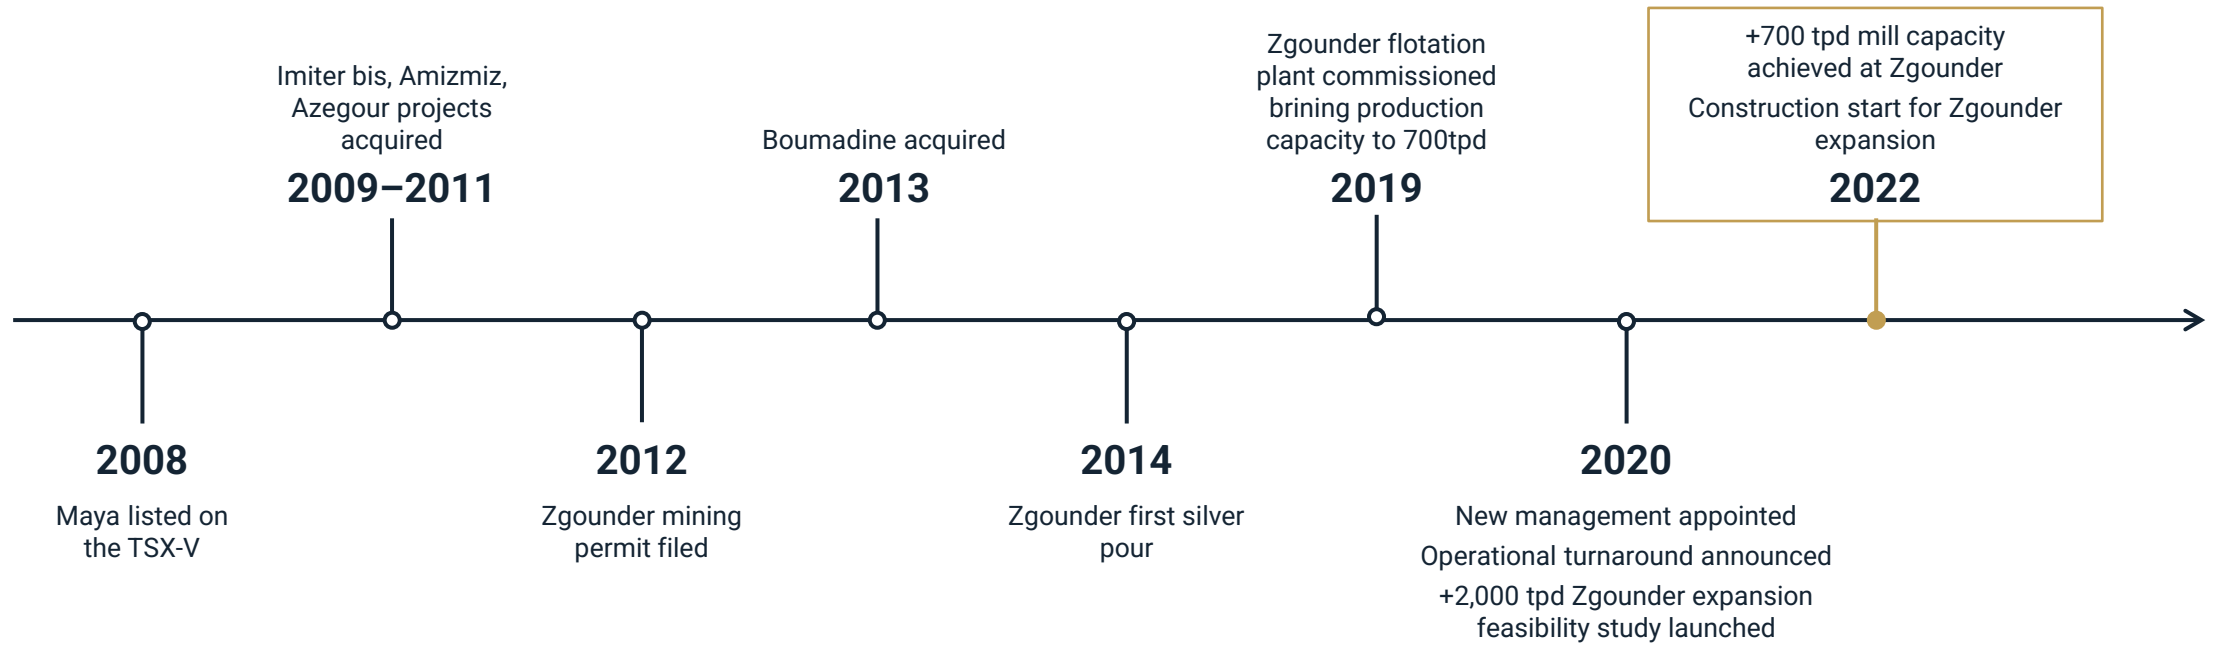 Imiter bis, Amizmiz,
Azegour projects
acquired
2009–2011
Boumadine acquired
2013
Zgounder flotation
plant commissioned
brining production
capacity to 700tpd
2019
+700 tpd mill capacity
achieved at Zgounder
Construction start for Zgounder
expansion
2022
2008
Maya listed on
the TSX-V
2012
Zgounder mining
permit filed
2014
Zgounder first silver
pour
2020
New management appointed
Operational turnaround announced
+2,000 tpd Zgounder expansion
feasibility study launched